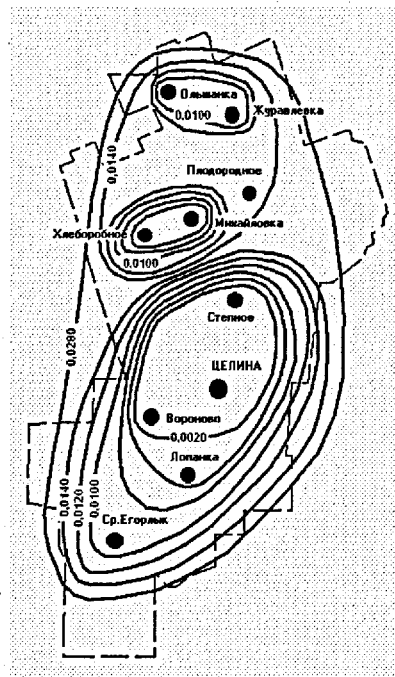 Ольшанка
0,0100
Журавлевка
0,0140
Плодородное
Михайловка
Хлеборобное
0,0100
Степное
0,0280
ЦЕЛИНА
Вороново
0,0020
Лопанка
0,0140
0,0120
0,0100
Ср.Егорлык